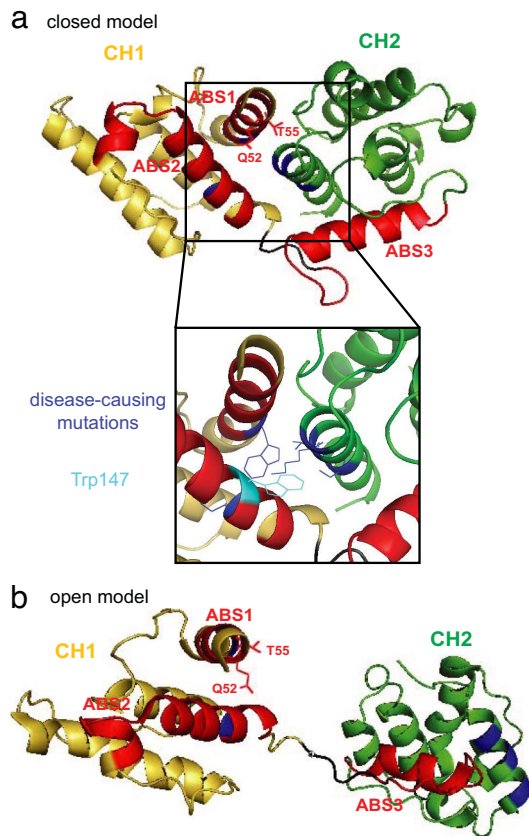 a closed model
CH1
CH2
ABS1
T55
Q52
ABS2
ABS3
disease-causing
mutations
Trp147
b open model
ABS1
CH1
CH2
T55
Q52
ABS2
ABS3